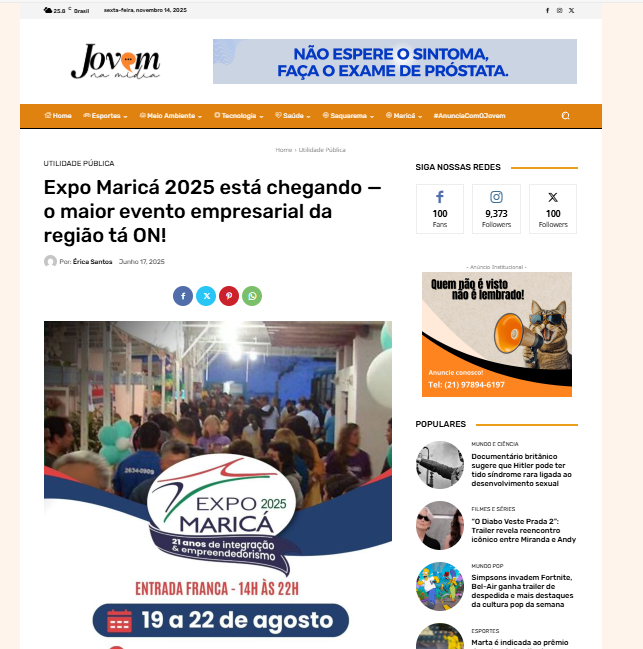 25.8 C Brasil sexta-feira, novembro 14, 2025
Jovem
na mídia
NÃO ESPERE O SINTOMA,
FAÇA O EXAME DE PRÓSTATA.
Home Esportes Meio Ambiente Tecnologia Saúde Saquarema Maricá #AnuncieComOJovem
Home › Utilidade Pública
UTILIDADE PÚBLICA
Expo Maricá 2025 está chegando —
o maior evento empresarial da
região tá ON!
Por: Érica Santos Junho 17, 2025
2634-0909
EXPO 2025
MARICÁ
21 anos de integração
& empreendedorismo
ENTRADA FRANCA - 14H ÀS 22H
19 a 22 de agosto
SIGA NOSSAS REDES
100
Fans
9,373
Followers
100
Followers
- Anúncio Institucional -
Quem não é visto
não é lembrado!
Anuncie conosco!
Tel: (21) 97894-6197
POPULARES
MUNDO E CIÊNCIA
Documentário britânico
sugere que Hitler pode ter
tido síndrome rara ligada ao
desenvolvimento sexual
FILMES E SÉRIES
"O Diabo Veste Prada 2":
Trailer revela reencontro
icônico entre Miranda e Andy
MUNDO POP
Simpsons invadem Fortnite,
Bel-Air ganha trailer de
despedida e mais destaques
da cultura pop da semana
ESPORTES
Marta é indicada ao prêmio